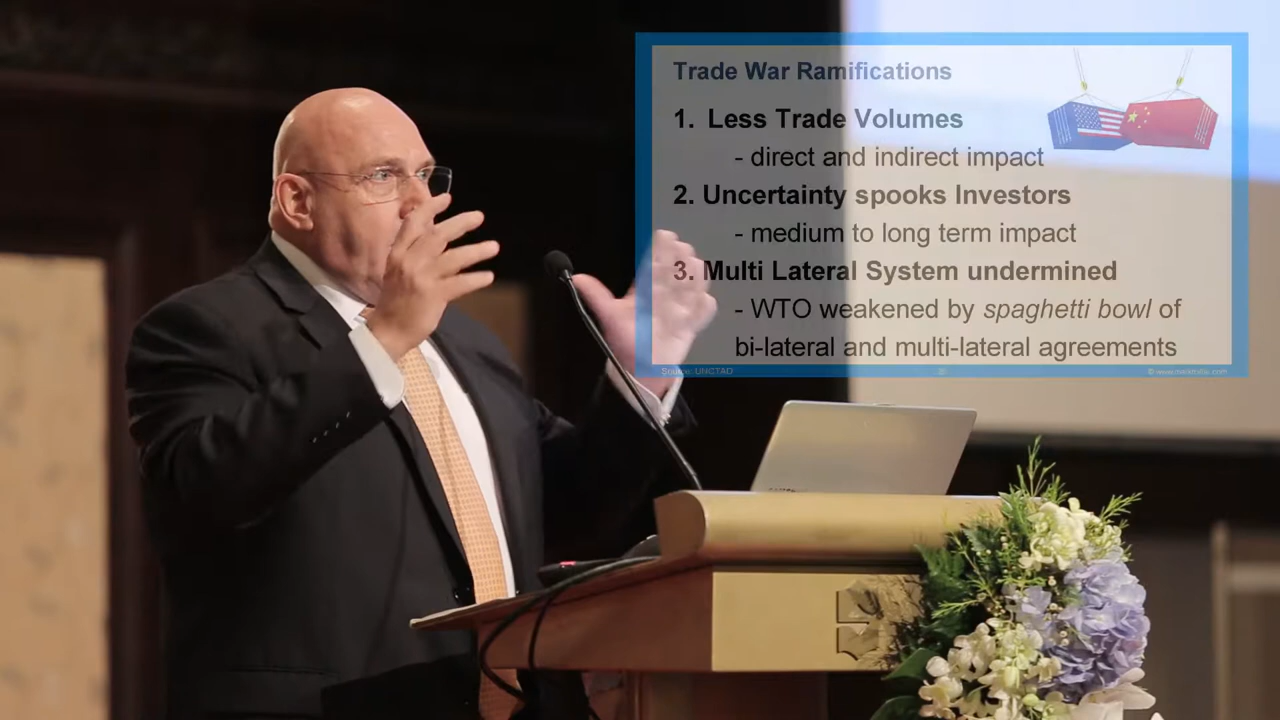 Trade War Ramifications
1. Less Trade Volumes
- direct and indirect impact
2. Uncertainty spooks Investors
- medium to long term impact
3. Multi Lateral System undermined
- WTO weakened by spaghetti bowl of
bi-lateral and multi-lateral agreements
Source: UNCTAD